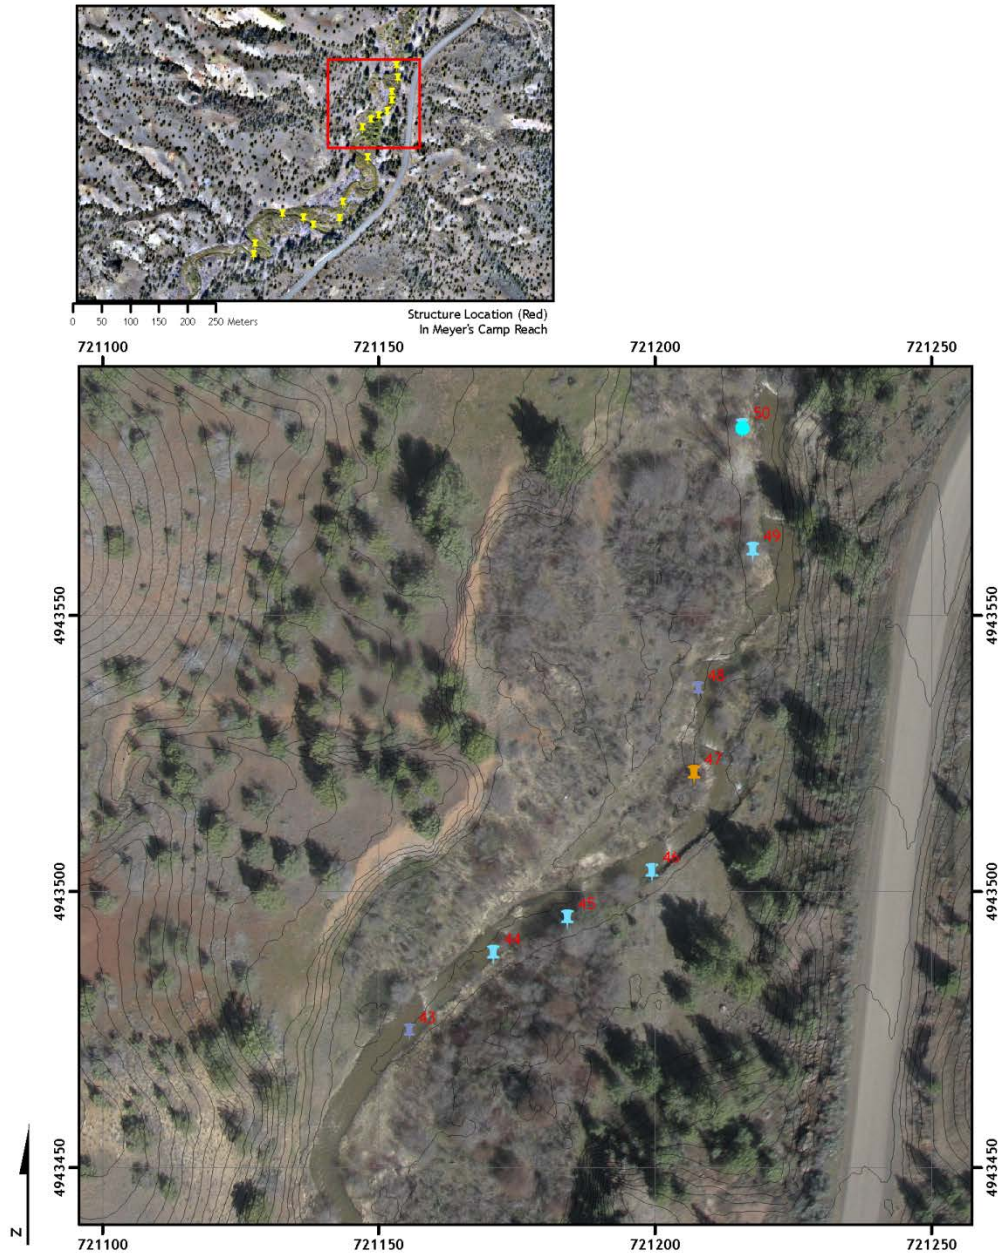 0 50 100 150 200 250 Meters
Structure Location (Red)
In Meyer's Camp Reach
721100 721150 721200 721250
50
49
4943550 4943550
48
47
46
4943500 4943500
45
44
43
4943450 4943450
N
721100 721150 721200 721250